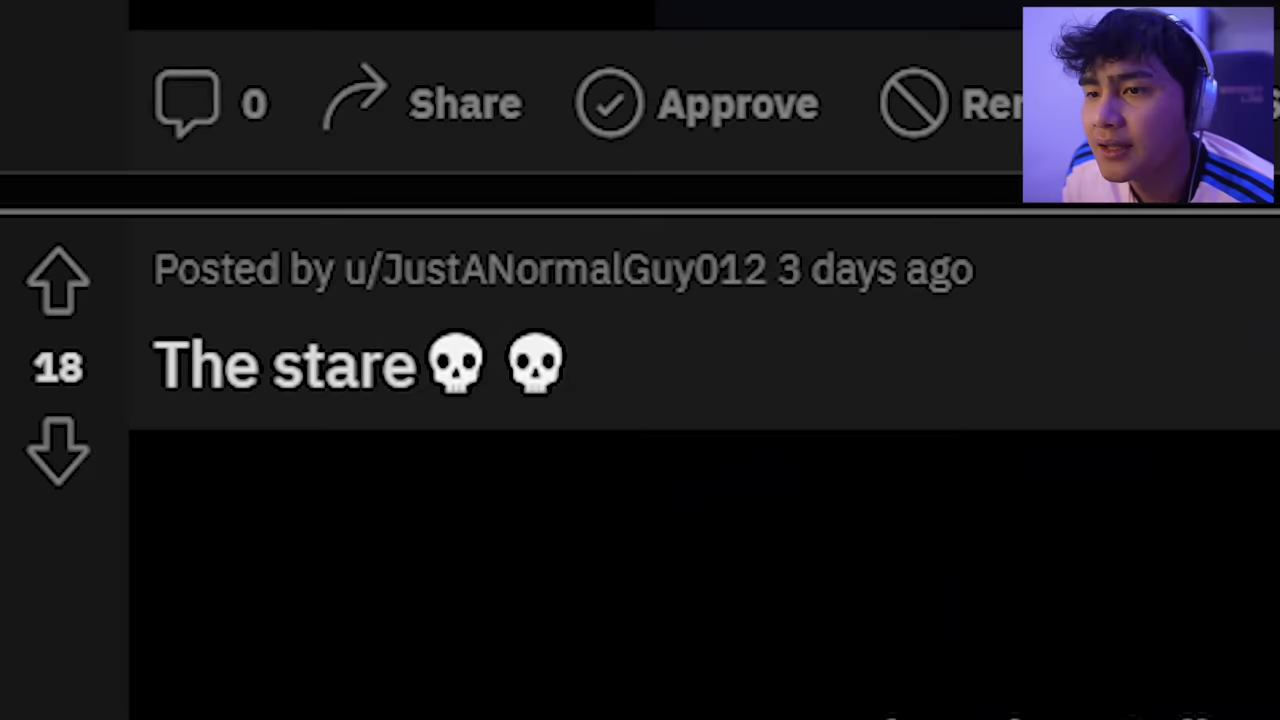 0 Share Approve
Posted by u/JustANormalGuy012 3 days ago
18
The stare💀 💀